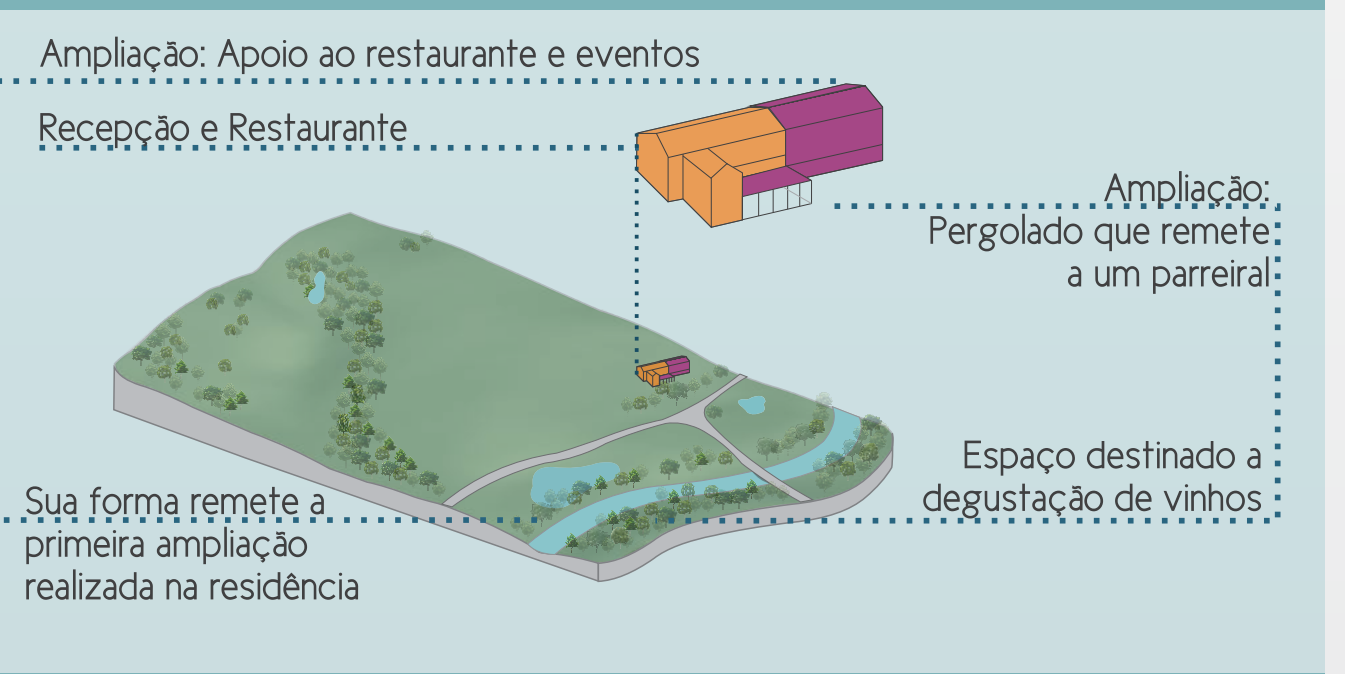 Ampliação: Apoio ao restaurante e eventos
Recepção e Restaurante
Ampliação:
Pergolado que remete
a um parreiral
Espaço destinado a
degustação de vinhos
Sua forma remete a
primeira ampliação
realizada na residência